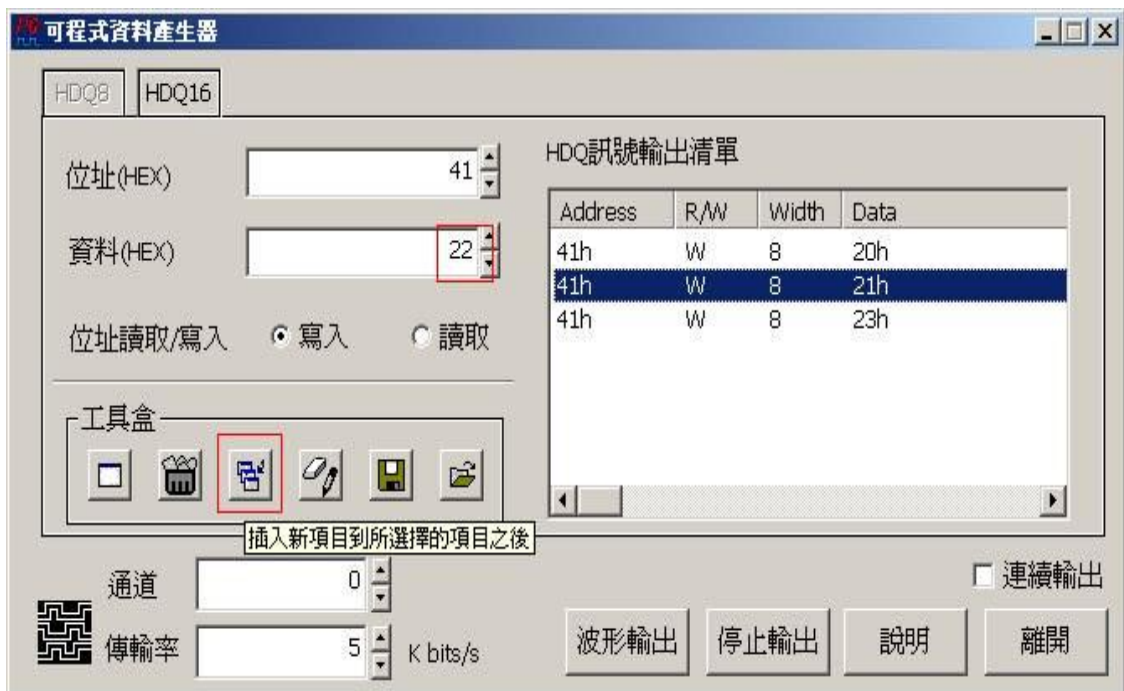 可程式資料產生器
HDQ8 HDQ16
位址(HEX) 41
資料(HEX) 22
位址讀取/寫入 寫入 讀取
工具盒
插入新項目到所選擇的項目之後
HDQ訊號輸出清單
Address R/W Width Data
41h W 8 20h
41h W 8 21h
41h W 8 23h
通道 0
傳輸率 5 K bits/s
連續輸出
波形輸出 停止輸出 說明 離開